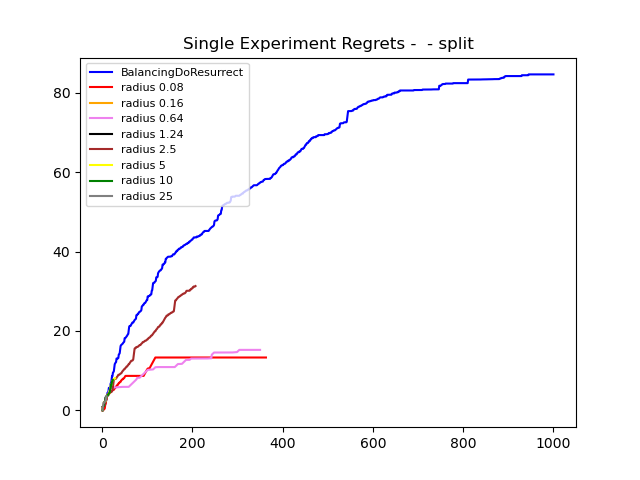 Single Experiment Regrets -  - split
BalancingDoResurrect
radius 0.08
radius 0.16
radius 0.64
radius 1.24
radius 2.5
radius 5
radius 10
radius 25
80
60
40
20
0
0 200 400 600 800 1000